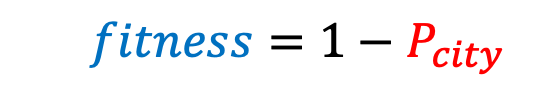 fitness = 1 − P_city